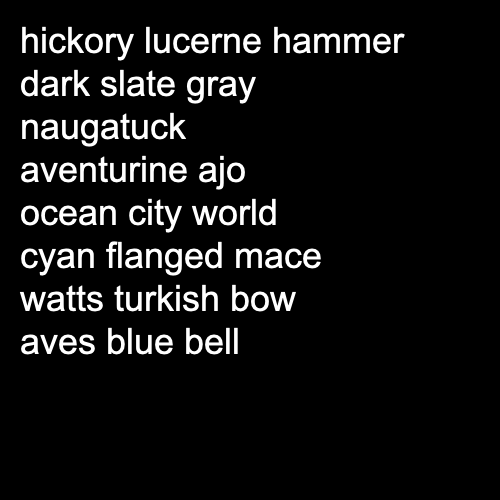 hickory lucerne hammer
dark slate gray
naugatuck
aventurine ajo
ocean city world
cyan flanged mace
watts turkish bow
aves blue bell